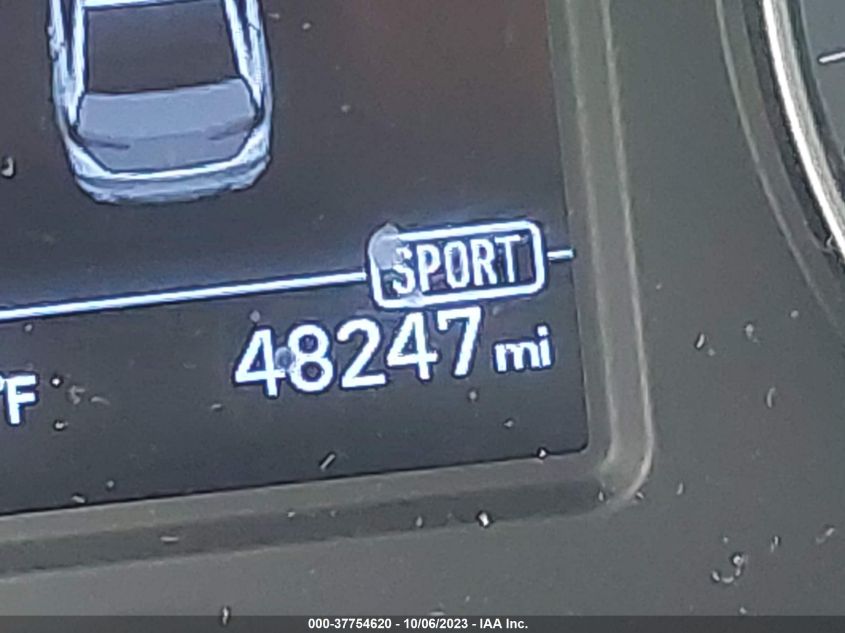 SPORT
48247 mi
°F
000-37754620 - 10/06/2023 - IAA Inc.